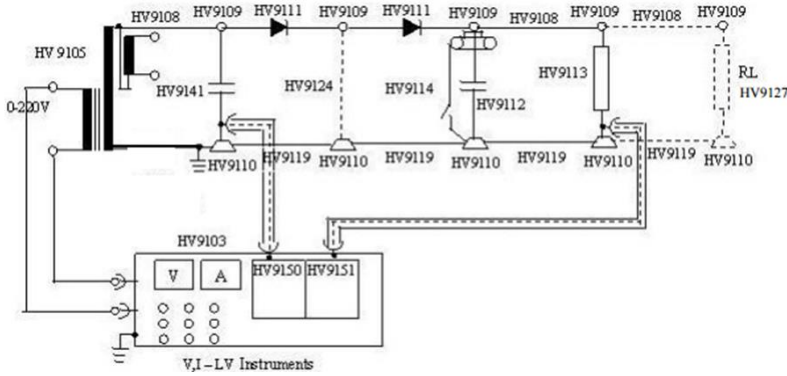 HV9109 HV9111 HV9109 HV9111 HV9109 HV9109 HV9109
HV9108 HV9108 HV9108
HV 9105
RL
HV9141 HV9124 HV9114 HV9112 HV9113 HV9127
0-220V
HV9110 HV9119 HV9110 HV9119 HV9110 HV9119 HV9110 HV9119 HV9110
HV9103
V A HV9150 HV9151
V,I – LV Instruments